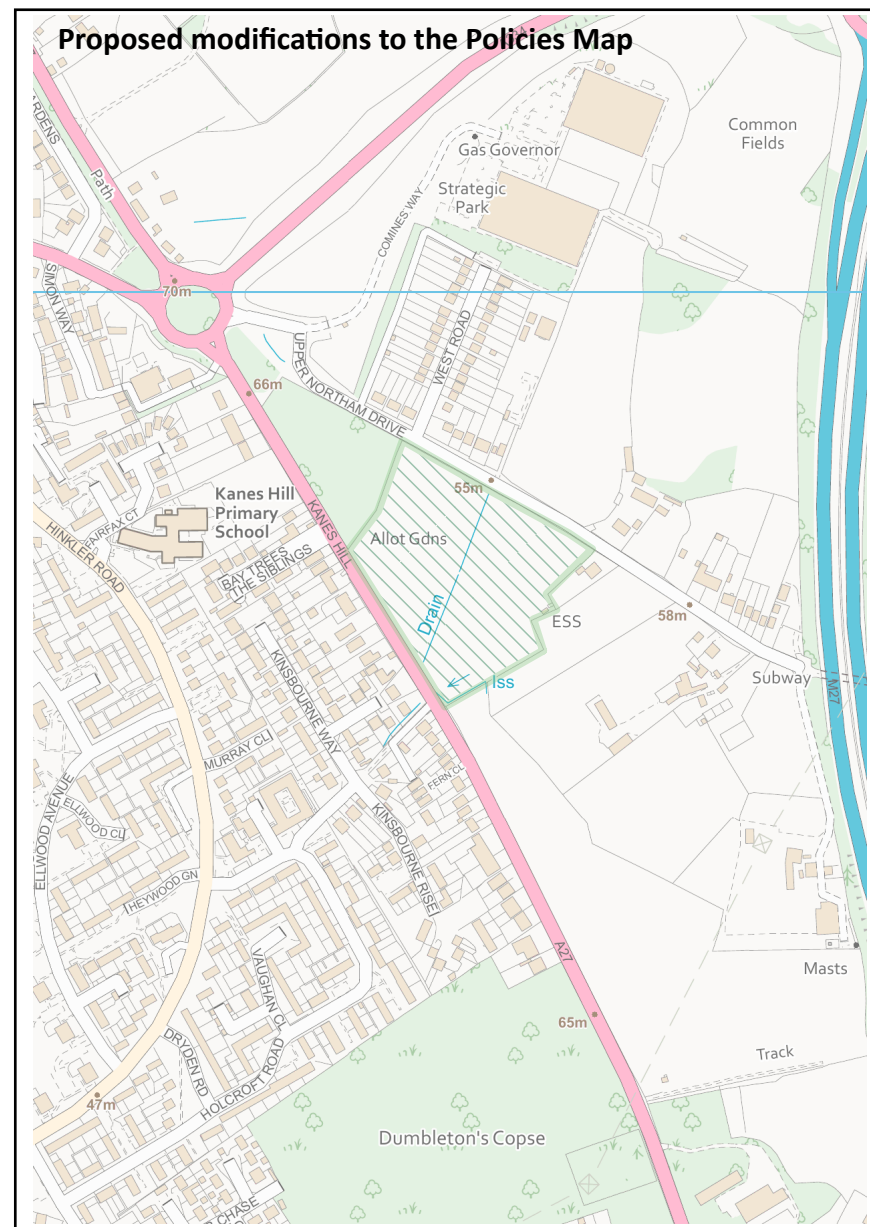 Proposed modifications to the Policies Map
Common
Fields
Gas Governor
Strategic
Park
COMINES WAY
Path
SIMON WAY
70m
WEST ROAD
UPPER NORTHAM DRIVE
66m
55m
Kanes Hill
Primary
School
FAIRFAX CT
HINKLER ROAD
KANES HILL
Allot Gdns
BAY TREES
THE SIBLINGS
Drain
ESS
58m
Iss
Subway
M27
KINSBOURNE WAY
MURRAY CL
FERN CL
ELLWOOD AVENUE
ELLWOOD CL
KINSBOURNE RISE
HEYWOOD GN
VAUGHAN CL
A27
Masts
65m
DRYDEN RD
HOLCROFT ROAD
Track
47m
Dumbleton's Copse
CHASE